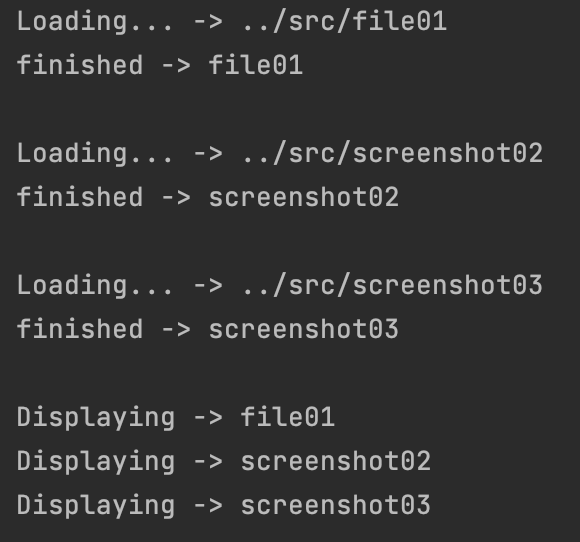 Loading... -> ../src/file01
finished -> file01
Loading... -> ../src/screenshot02
finished -> screenshot02
Loading... -> ../src/screenshot03
finished -> screenshot03
Displaying -> file01
Displaying -> screenshot02
Displaying -> screenshot03